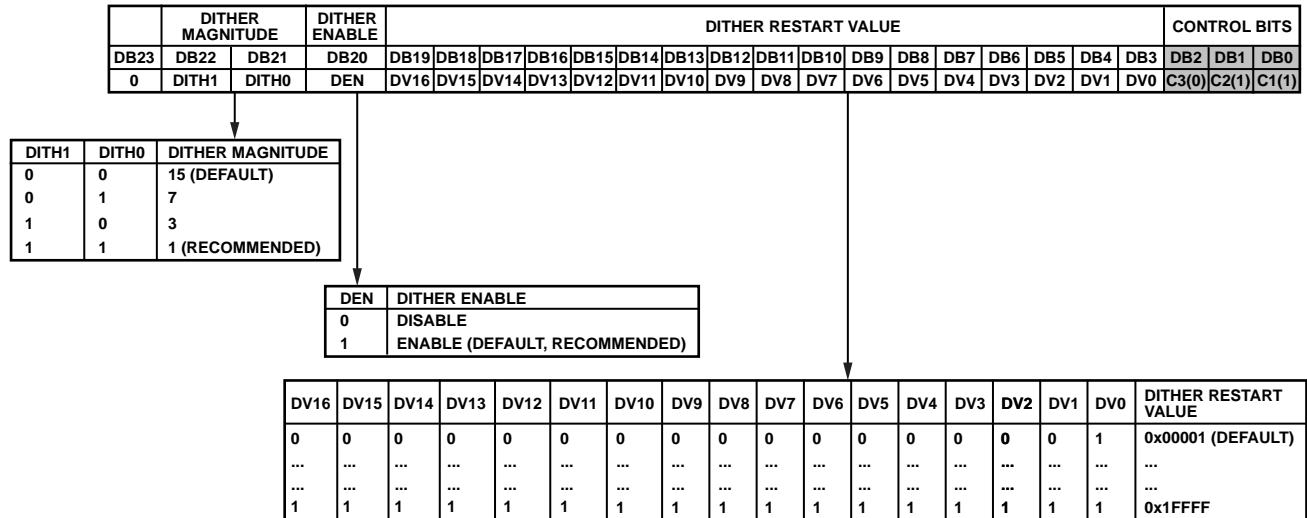 DITHER MAGNITUDE DITHER ENABLE DITHER RESTART VALUE CONTROL BITS
DB23 DB22 DB21 DB20 DB19 DB18 DB17 DB16 DB15 DB14 DB13 DB12 DB11 DB10 DB9 DB8 DB7 DB6 DB5 DB4 DB3 DB2 DB1 DB0
0 DITH1 DITH0 DEN DV16 DV15 DV14 DV13 DV12 DV11 DV10 DV9 DV8 DV7 DV6 DV5 DV4 DV3 DV2 DV1 DV0 C3(0) C2(1) C1(1)
DITH1 DITH0 DITHER MAGNITUDE
0 0 15 (DEFAULT)
0 1 7
1 0 3
1 1 1 (RECOMMENDED)
DEN DITHER ENABLE
0 DISABLE
1 ENABLE (DEFAULT, RECOMMENDED)
DV16 DV15 DV14 DV13 DV12 DV11 DV10 DV9 DV8 DV7 DV6 DV5 DV4 DV3 DV2 DV1 DV0 DITHER RESTART VALUE
0 0 0 0 0 0 0 0 0 0 0 0 0 0 0 0 1 0x00001 (DEFAULT)
... ... ... ... ... ... ... ... ... ... ... ... ... ... ... ... ... ...
... ... ... ... ... ... ... ... ... ... ... ... ... ... ... ... ... ...
1 1 1 1 1 1 1 1 1 1 1 1 1 1 1 1 1 0x1FFFF